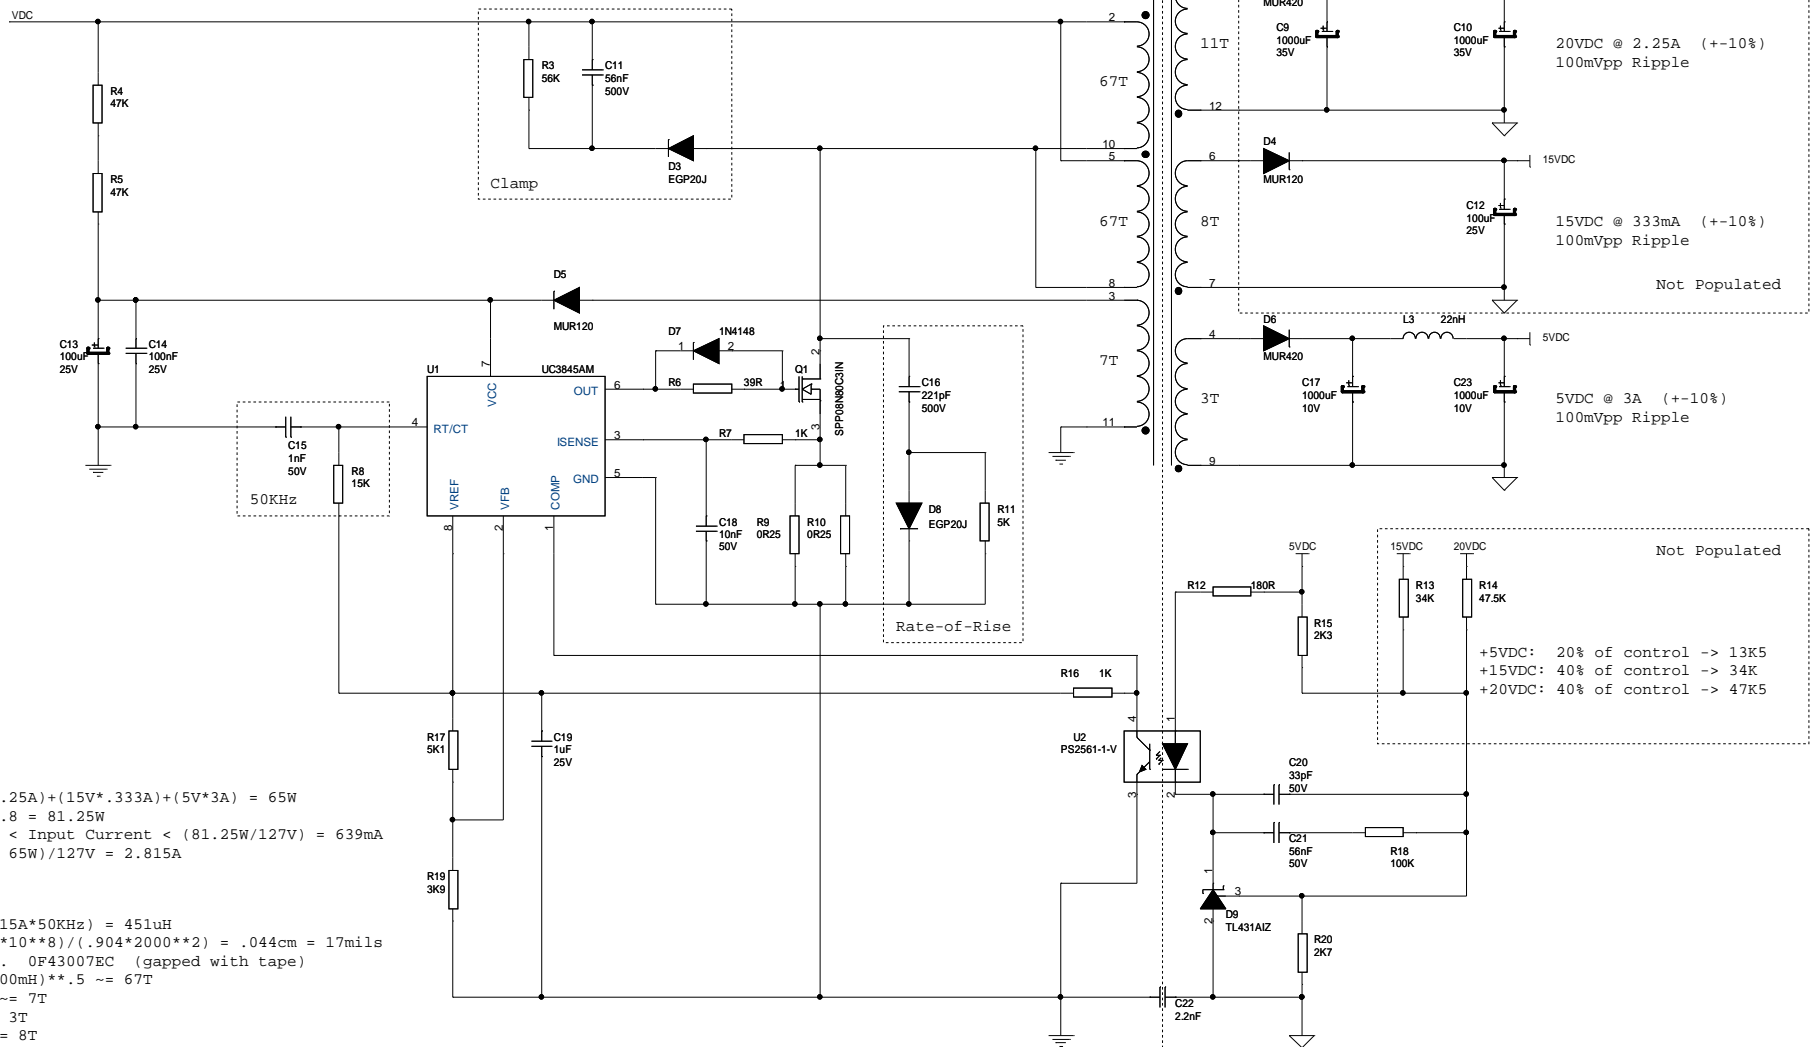 VDC
MUR420
C9
1000uF
35V
C10
1000uF
35V
20VDC @ 2.25A (+-10%)
100mVpp Ripple
R3
56K
C11
56nF
500V
D3
EGP20J
Clamp
R4
47K
R5
47K
2
67T
10
5
67T
8
3
7T
11
11T
12
6
8T
7
4
3T
9
D4
MUR120
15VDC
C12
100uF
25V
15VDC @ 333mA (+-10%)
100mVpp Ripple
Not Populated
D6
MUR420
L3 22nH
5VDC
C17
1000uF
10V
C23
1000uF
10V
5VDC @ 3A (+-10%)
100mVpp Ripple
D5
MUR120
C13
100uF
25V
C14
100nF
25V
C15
1nF
50V
R8
15K
50KHz
U1 UC3845AM
7
VCC
4
RT/CT
OUT
6
ISENSE
3
GND
5
VREF
8
VFB
2
COMP
1
D7 1N4148
1 2
R6 39R
1
Q1
2
3
SPP08N80C3IN
R7 1K
C18
10nF
50V
R9
0R25
R10
0R25
C16
221pF
500V
D8
EGP20J
R11
5K
Rate-of-Rise
R12 180R
5VDC
R15
2K3
15VDC
20VDC
R13
34K
R14
47.5K
Not Populated
+5VDC: 20% of control -> 13K5
+15VDC: 40% of control -> 34K
+20VDC: 40% of control -> 47K5
R16 1K
U2
PS2561-1-V
4
1
3
2
C20
33pF
50V
C21
56nF
50V
R18
100K
1
3
2
D9
TL431AIZ
R20
2K7
C22
2.2nF
R17
5K1
C19
1uF
25V
R19
3K9
.25A)+(15V*.333A)+(5V*3A) = 65W
.8 = 81.25W
< Input Current < (81.25W/127V) = 639mA
65W)/127V = 2.815A
15A*50KHz) = 451uH
*10**8)/(.904*2000**2) = .044cm = 17mils
. 0F43007EC (gapped with tape)
00mH)**.5 ~= 67T
~= 7T
3T
= 8T